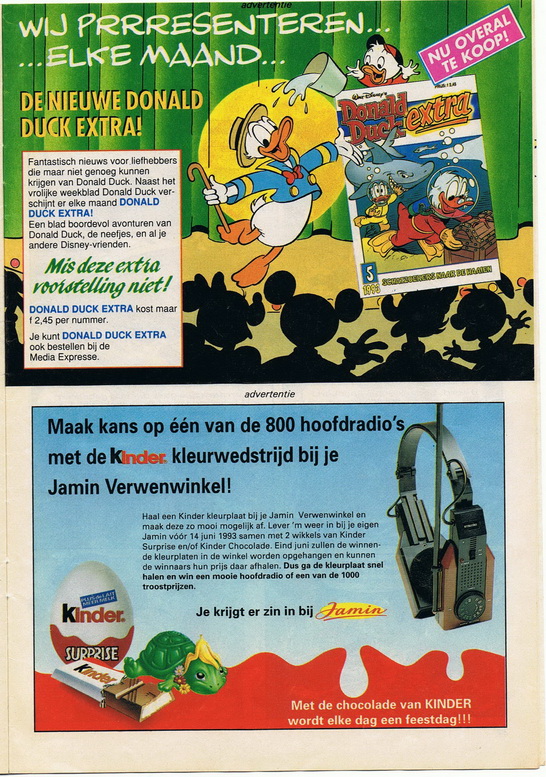 advertentie
WIJ PRRRESENTEREN...
...ELKE MAAND...
NU OVERAL
TE KOOP!
DE NIEUWE DONALD
DUCK EXTRA!
Fantastisch nieuws voor liefhebbers
die maar niet genoeg kunnen
krijgen van Donald Duck. Naast het
vrolijke weekblad Donald Duck ver-
schijnt er elke maand DONALD
DUCK EXTRA!
Een blad boordevol avonturen van
Donald Duck, de neefjes, en al je
andere Disney-vrienden.
Mis deze extra
voorstelling niet!
DONALD DUCK EXTRA kost maar
f 2,45 per nummer.
Je kunt DONALD DUCK EXTRA
ook bestellen bij de
Media Expresse.
Walt Disney's
Donald
Duck
extra
5
1993
SCHATZOEKERS NAAR DE HAAIEN
advertentie
Maak kans op één van de 800 hoofdradio's
met de Kinder kleurwedstrijd bij je
Jamin Verwenwinkel!
Haal een Kinder kleurplaat bij je Jamin Verwenwinkel en
maak deze zo mooi mogelijk af. Lever 'm weer in bij je eigen
Jamin vóór 14 juni 1993 samen met 2 wikkels van Kinder
Surprise en/of Kinder Chocolade. Eind juni zullen de winnen-
de kleurplaten in de winkel worden opgehangen en kunnen
de winnaars hun prijs daar afhalen. Dus ga de kleurplaat snel
halen en win een mooie hoofdradio of een van de 1000
troostprijzen.
Je krijgt er zin in bij Jamin
Kinder
SURPRISE
Kinder
Met de chocolade van KINDER
wordt elke dag een feestdag!!!